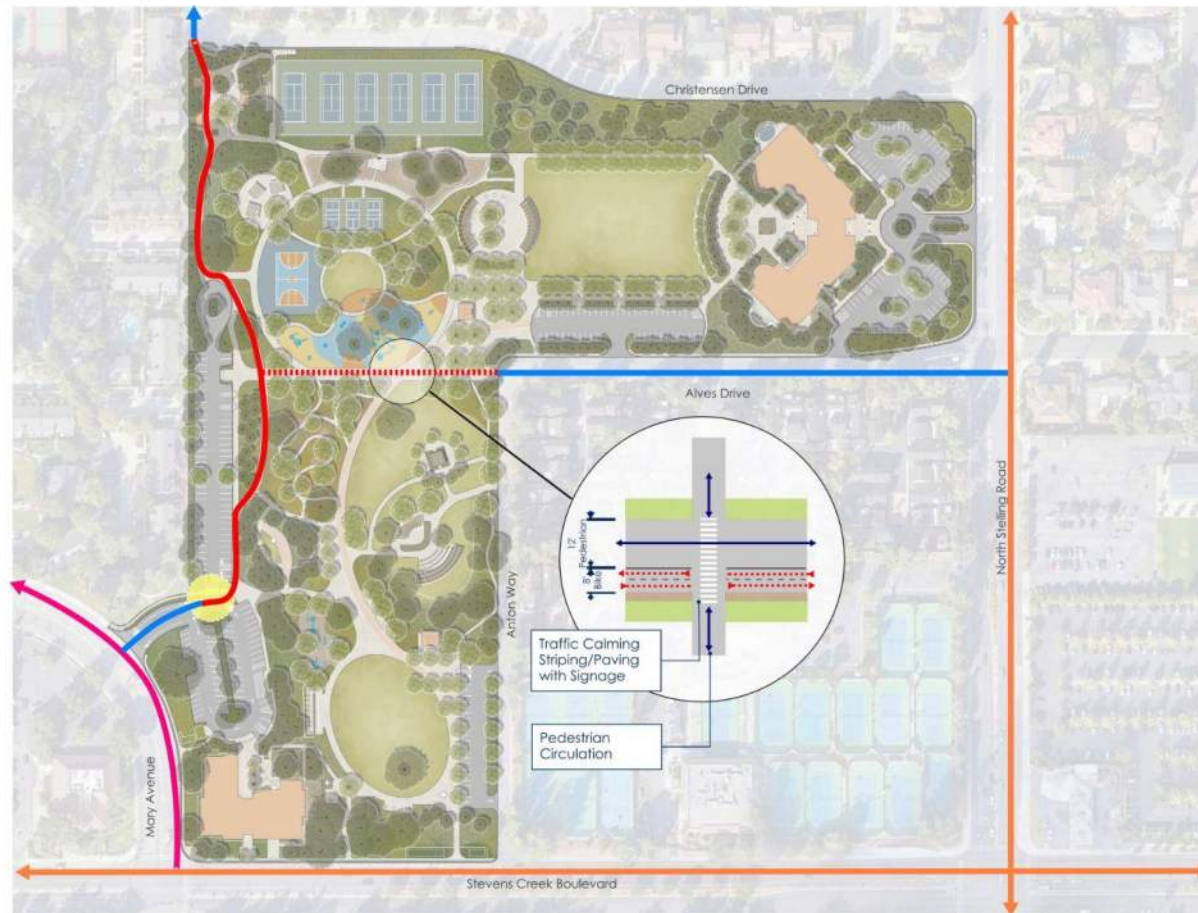 Christensen Drive
Alves Drive
North Stelling Road
Anton Way
12'
Pedestrian
8'
Bike
Traffic Calming
Striping/Paving
with Signage
Pedestrian
Circulation
Mary Avenue
Stevens Creek Boulevard